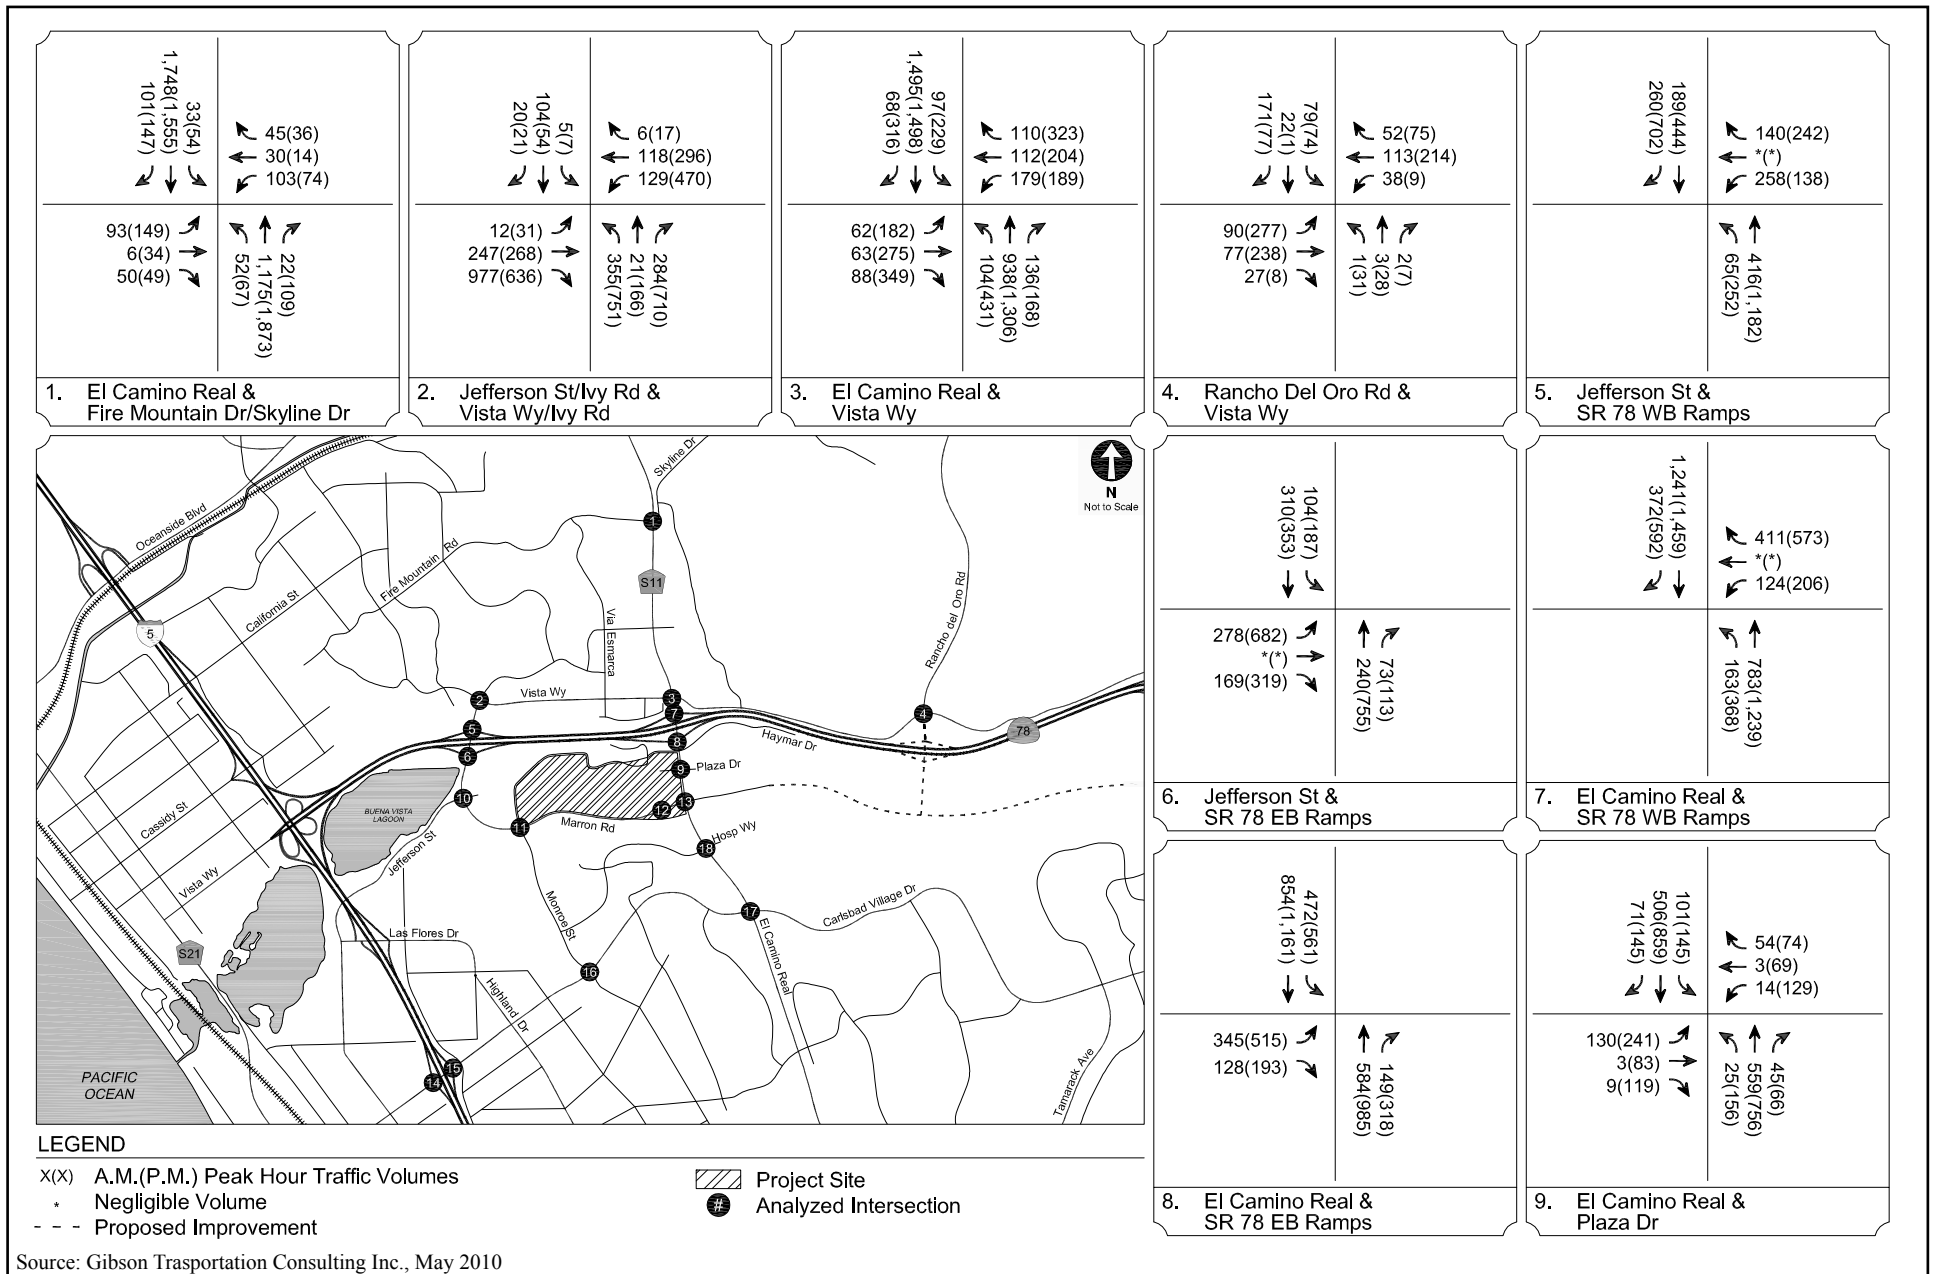 1,748(1,555)
101(147)
33(54)
45(36)
30(14)
103(74)
93(149)
6(34)
50(49)
52(67)
1,175(1,873)
22(109)
1. El Camino Real &
Fire Mountain Dr/Skyline Dr
20(21)
104(54)
5(7)
6(17)
118(296)
129(470)
12(31)
247(268)
977(636)
355(751)
21(166)
284(710)
2. Jefferson St/Ivy Rd &
Vista Wy/Ivy Rd
68(316)
1,495(1,498)
97(229)
110(323)
112(204)
179(189)
62(182)
63(275)
88(349)
104(431)
938(1,306)
136(168)
3. El Camino Real &
Vista Wy
171(77)
22(1)
79(74)
52(75)
113(214)
38(9)
90(277)
77(238)
27(8)
1(31)
3(28)
2(7)
4. Rancho Del Oro Rd &
Vista Wy
260(702)
189(444)
140(242)
*(*)
258(138)
65(252)
416(1,182)
5. Jefferson St &
SR 78 WB Ramps
310(353)
104(187)
278(682)
*(*)
169(319)
240(755)
73(113)
6. Jefferson St &
SR 78 EB Ramps
372(592)
1,241(1,459)
411(573)
*(*)
124(206)
163(368)
783(1,239)
7. El Camino Real &
SR 78 WB Ramps
854(1,161)
472(561)
345(515)
128(193)
584(985)
149(318)
8. El Camino Real &
SR 78 EB Ramps
71(145)
506(859)
101(145)
54(74)
3(69)
14(129)
130(241)
3(83)
9(119)
25(156)
559(756)
45(66)
9. El Camino Real &
Plaza Dr
N
Not to Scale
Skyline Dr
Oceanside Blvd
1
Fire Mountain Rd
S11
California St
5
Via Esmarca
Rancho del Oro Rd
2
Vista Wy
3
7
4
5
78
8
6
Haymar Dr
9
Plaza Dr
10
BUENA VISTA
LAGOON
12
13
11
Marron Rd
Cassidy St
Jefferson St
18
Hosp Wy
Vista Wy
Monroe St
17
Carlsbad Village Dr
El Camino Real
Las Flores Dr
S21
16
Highland Dr
PACIFIC
OCEAN
15
14
Tamarack Ave
LEGEND
X(X) A.M.(P.M.) Peak Hour Traffic Volumes
* Negligible Volume
- - - Proposed Improvement
Project Site
# Analyzed Intersection
Source: Gibson Trasportation Consulting Inc., May 2010